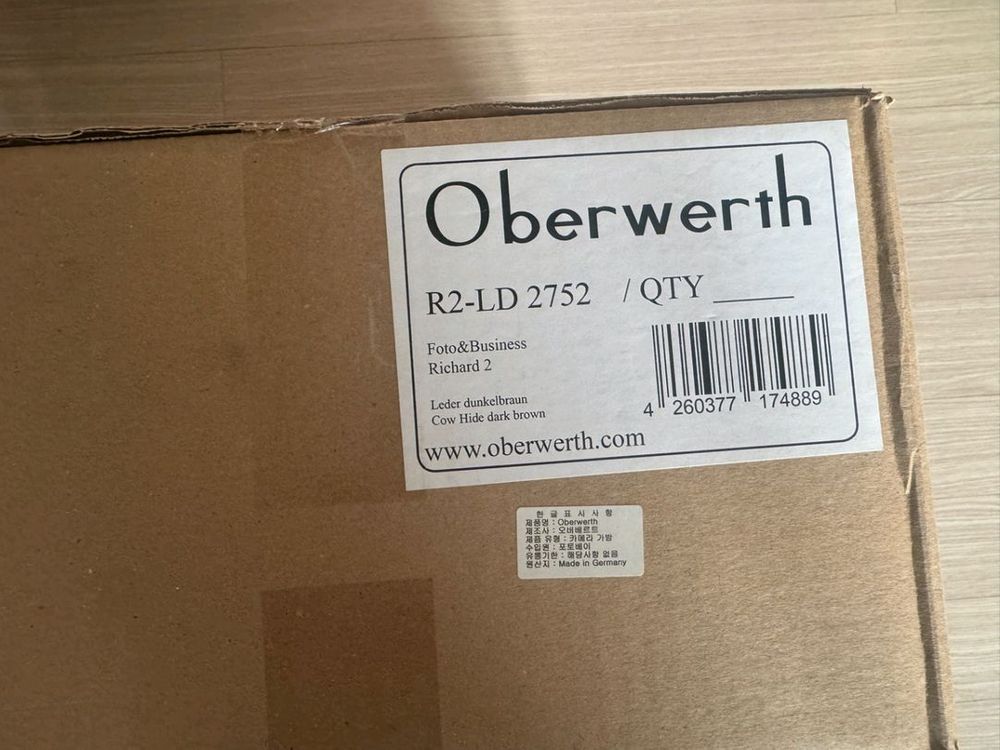 Oberwerth
R2-LD 2752 / QTY
Foto&Business
Richard 2
Leder dunkelbraun
Cow Hide dark brown
4 260377 174889
www.oberwerth.com
한 글 표 시 사 항
제품명 : Oberwerth
제조사 : 오버베르트
제품 유형 : 카메라 가방
수입원 : 포토베이
유통기한 : 해당사항 없음
원산지 : Made in Germany